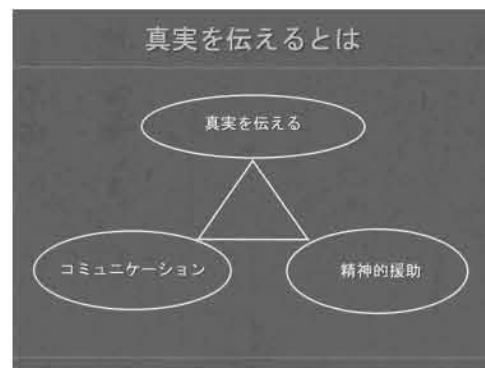 真実を伝えるとは
真実を伝える
コミュニケーション
精神的援助